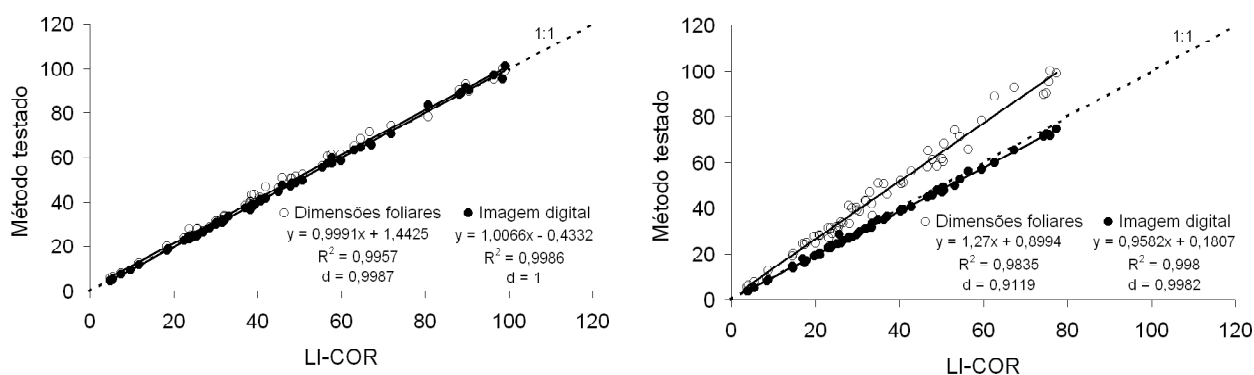 120
100
80
60
40
20
0
Método testado
1:1
○ Dimensões foliares ● Imagem digital
y = 0,9991x + 1,4425 y = 1,0066x - 0,4332
R² = 0,9957 R² = 0,9986
d = 0,9987 d = 1
0 20 40 60 80 100 120
LI-COR
120
100
80
60
40
20
0
Método testado
1:1
○ Dimensões foliares ● Imagem digital
y = 1,27x + y = 0,9582x +
R² = 0,9835 R² = 0,998
d = 0,9119 d = 0,9982
0 20 40 60 80 100 120
LI-COR